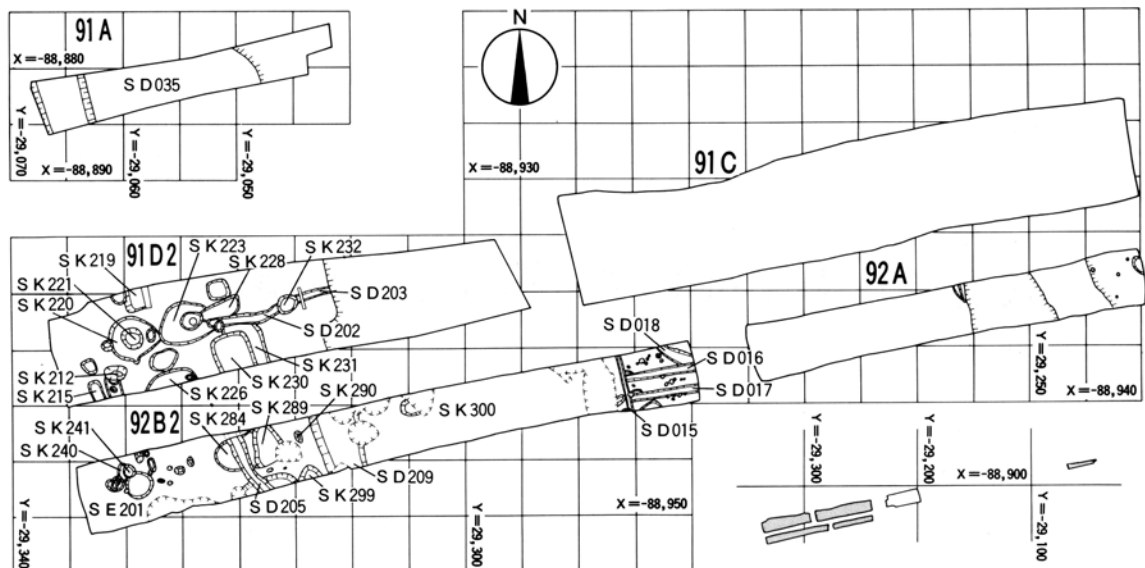 91A
X=-88,880
SD035
Y=-29,070
Y=-29,060
Y=-29,050
X=-88,890
N
X=-88,930
91C
92A
Y=-29,250
X=-88,940
91D2
SK223
SK232
SK219
SK228
SK221
SK220
SD203
SD202
SK212
SK231
SK215
SK226
SK230
SK290
SD018
SD016
SD017
SD015
92B2
SK289
SK284
SK300
SK241
SK240
SD209
SK299
SE201
SD205
X=-88,950
Y=-29,340
Y=-29,300
Y=-29,300
Y=-29,200
X=-88,900
Y=-29,100